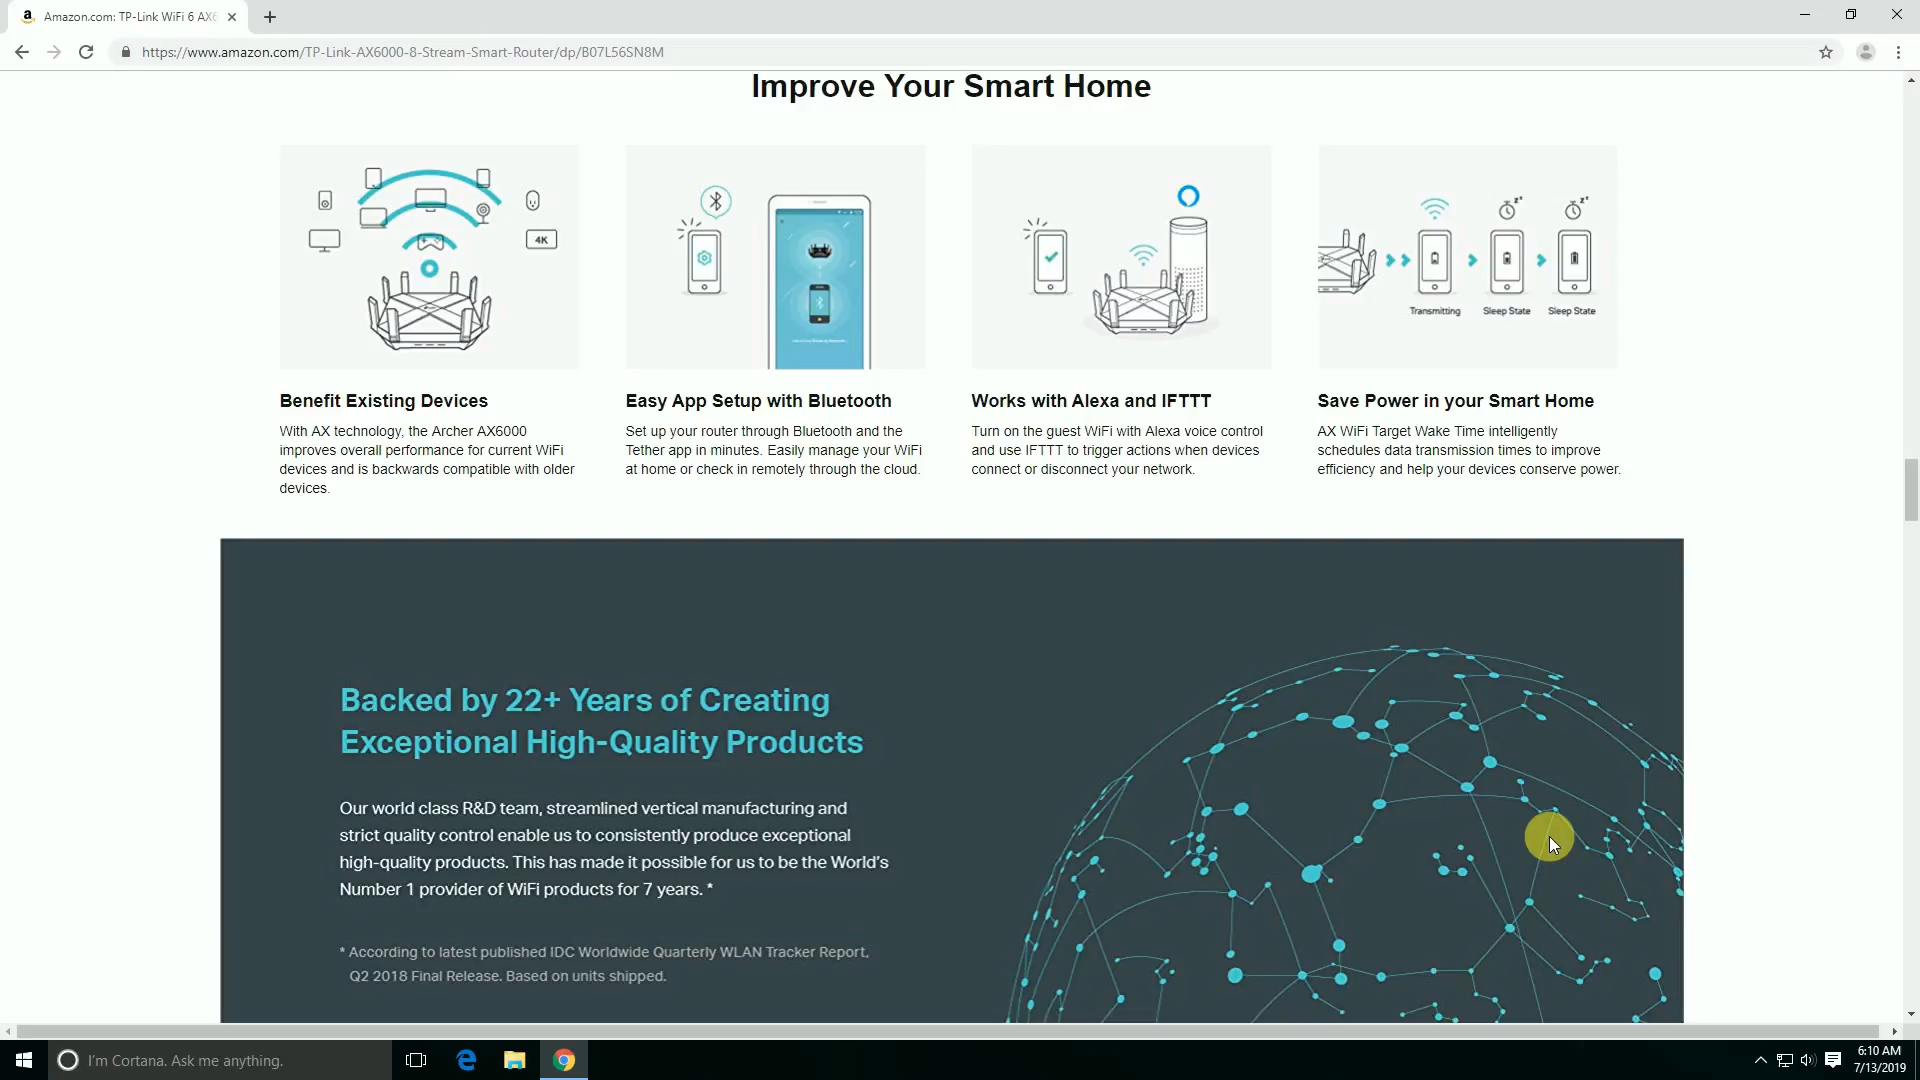 Amazon.com: TP-Link WiFi 6 AX6
https://www.amazon.com/TP-Link-AX6000-8-Stream-Smart-Router/dp/B07L56SN8M
Improve Your Smart Home
4K
Transmitting
Sleep State
Sleep State
Benefit Existing Devices
With AX technology, the Archer AX6000
improves overall performance for current WiFi
devices and is backwards compatible with older
devices.
Easy App Setup with Bluetooth
Set up your router through Bluetooth and the
Tether app in minutes. Easily manage your WiFi
at home or check in remotely through the cloud.
Works with Alexa and IFTTT
Turn on the guest WiFi with Alexa voice control
and use IFTTT to trigger actions when devices
connect or disconnect your network.
Save Power in your Smart Home
AX WiFi Target Wake Time intelligently
schedules data transmission times to improve
efficiency and help your devices conserve power.
Backed by 22+ Years of Creating
Exceptional High-Quality Products
Our world class R&D team, streamlined vertical manufacturing and
strict quality control enable us to consistently produce exceptional
high-quality products. This has made it possible for us to be the World's
Number 1 provider of WiFi products for 7 years. *
* According to latest published IDC Worldwide Quarterly WLAN Tracker Report,
Q2 2018 Final Release. Based on units shipped.
I'm Cortana. Ask me anything.
6:10 AM
7/13/2019